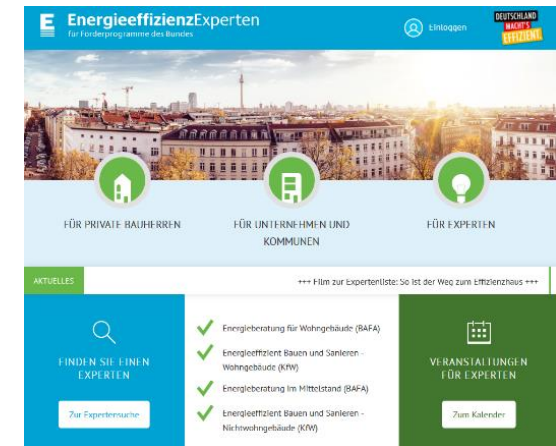 EnergieeffizienzExperten
für Förderprogramme des Bundes
Einloggen
DEUTSCHLAND
MACHT'S
EFFIZIENT.
FÜR PRIVATE BAUHERREN
FÜR UNTERNEHMEN UND
KOMMUNEN
FÜR EXPERTEN
AKTUELLES
+++ Film zur Expertenliste: So ist der Weg zum Effizienzhaus +++
FINDEN SIE EINEN
EXPERTEN
Zur Expertensuche
Energieberatung für Wohngebäude (BAFA)
Energieeffizient Bauen und Sanieren -
Wohngebäude (KfW)
Energieberatung im Mittelstand (BAFA)
Energieeffizient Bauen und Sanieren -
Nichtwohngebäude (KfW)
VERANSTALTUNGEN
FÜR EXPERTEN
Zum Kalender